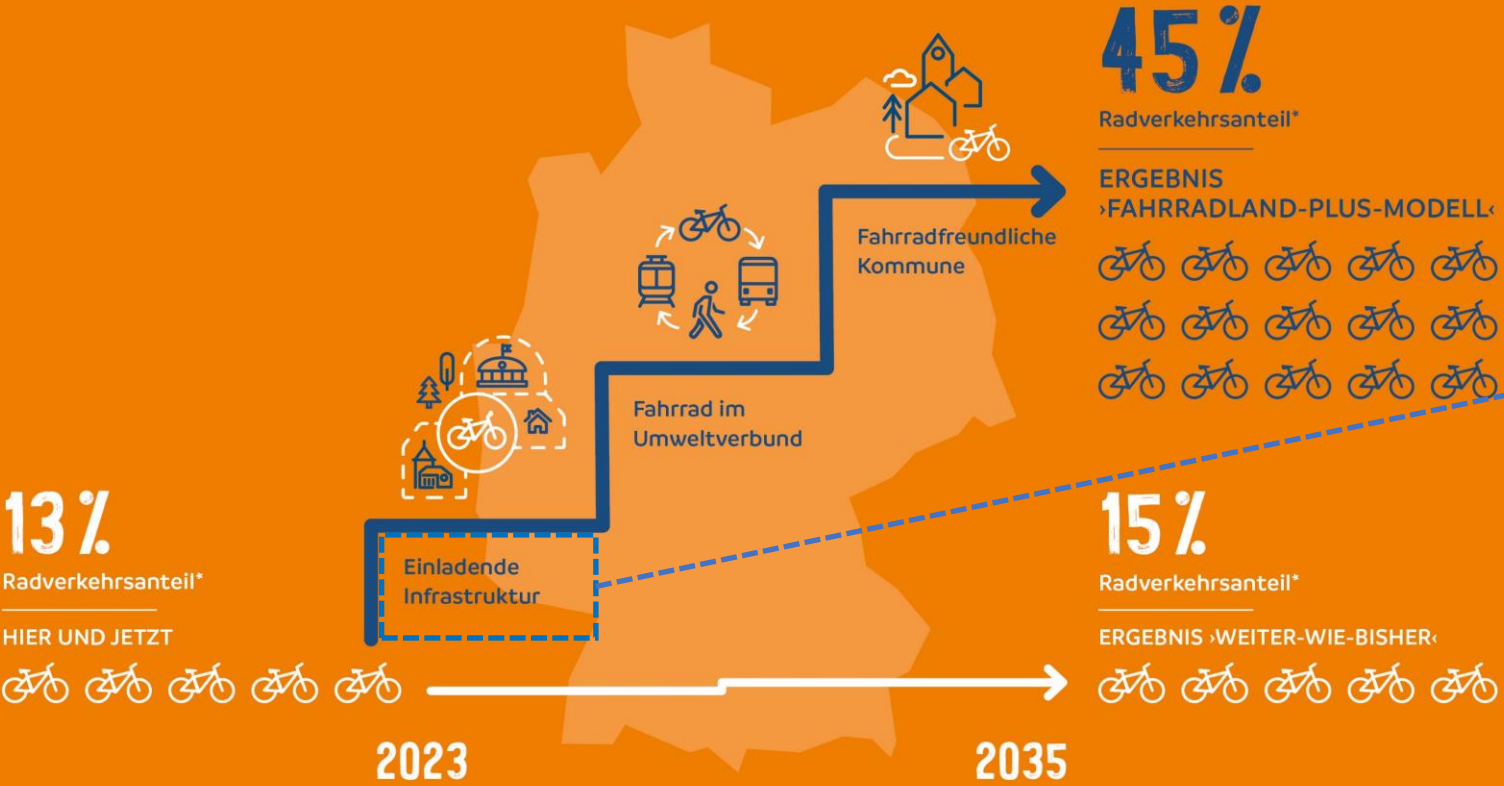 45%
Radverkehrsanteil*
ERGEBNIS
›FAHRRADLAND-PLUS-MODELL‹
Fahrradfreundliche
Kommune
Fahrrad im
Umweltverbund
Einladende
Infrastruktur
13%
Radverkehrsanteil*
HIER UND JETZT
15%
Radverkehrsanteil*
ERGEBNIS ›WEITER-WIE-BISHER‹
2023
2035